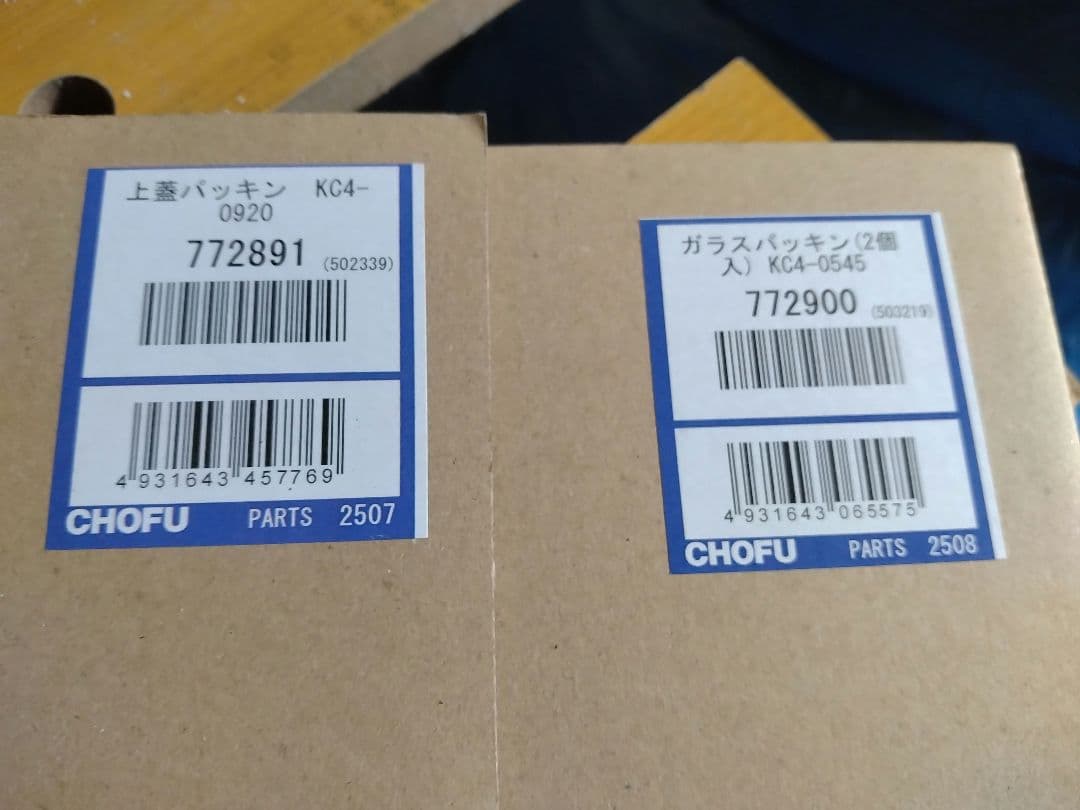 上蓋パッキン KC4-
0920
772891 (502339)
4 931643 457769
CHOFU PARTS 2507
ガラスパッキン(2個
入) KC4-0545
772900 (503219)
4 931643 065575
CHOFU PARTS 2508